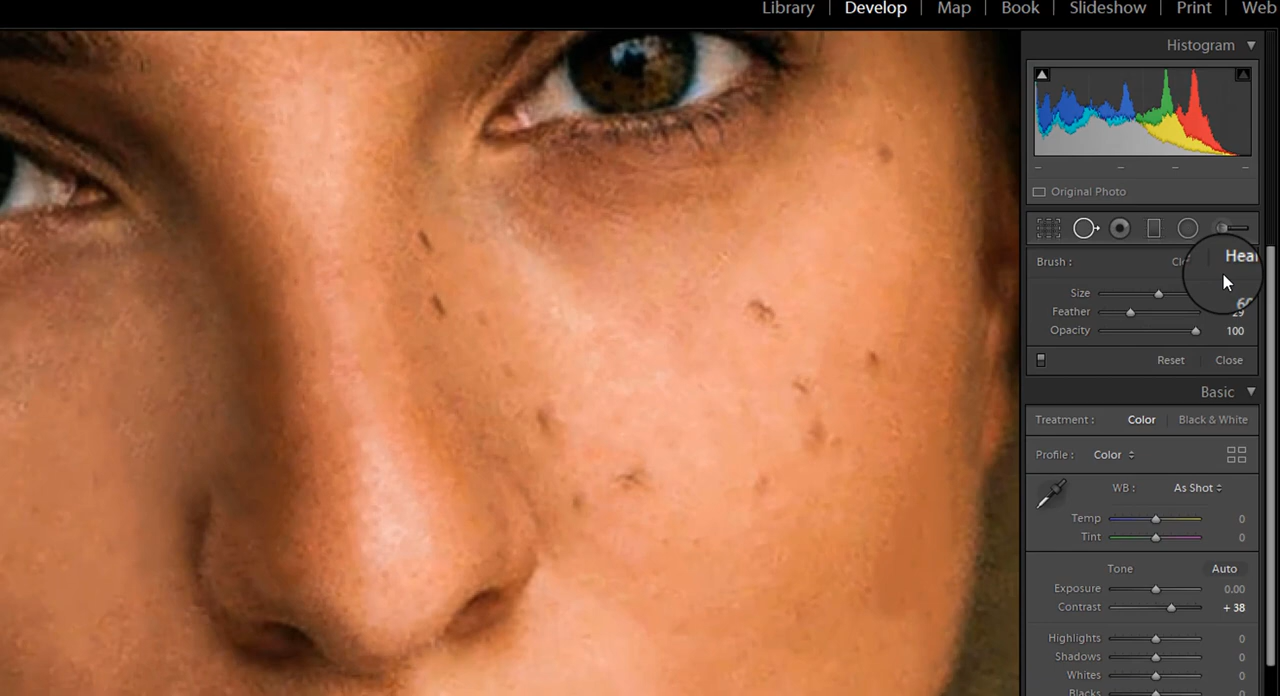 Library Develop Map Book Slideshow Print Web
Histogram
Original Photo
Brush :
Size
Feather
Opacity 100
Reset Close
Basic
Treatment : Color Black & White
Profile : Color
WB : As Shot
Temp 0
Tint 0
Tone Auto
Exposure 0.00
Contrast + 38
Highlights 0
Shadows 0
Whites 0
Blacks